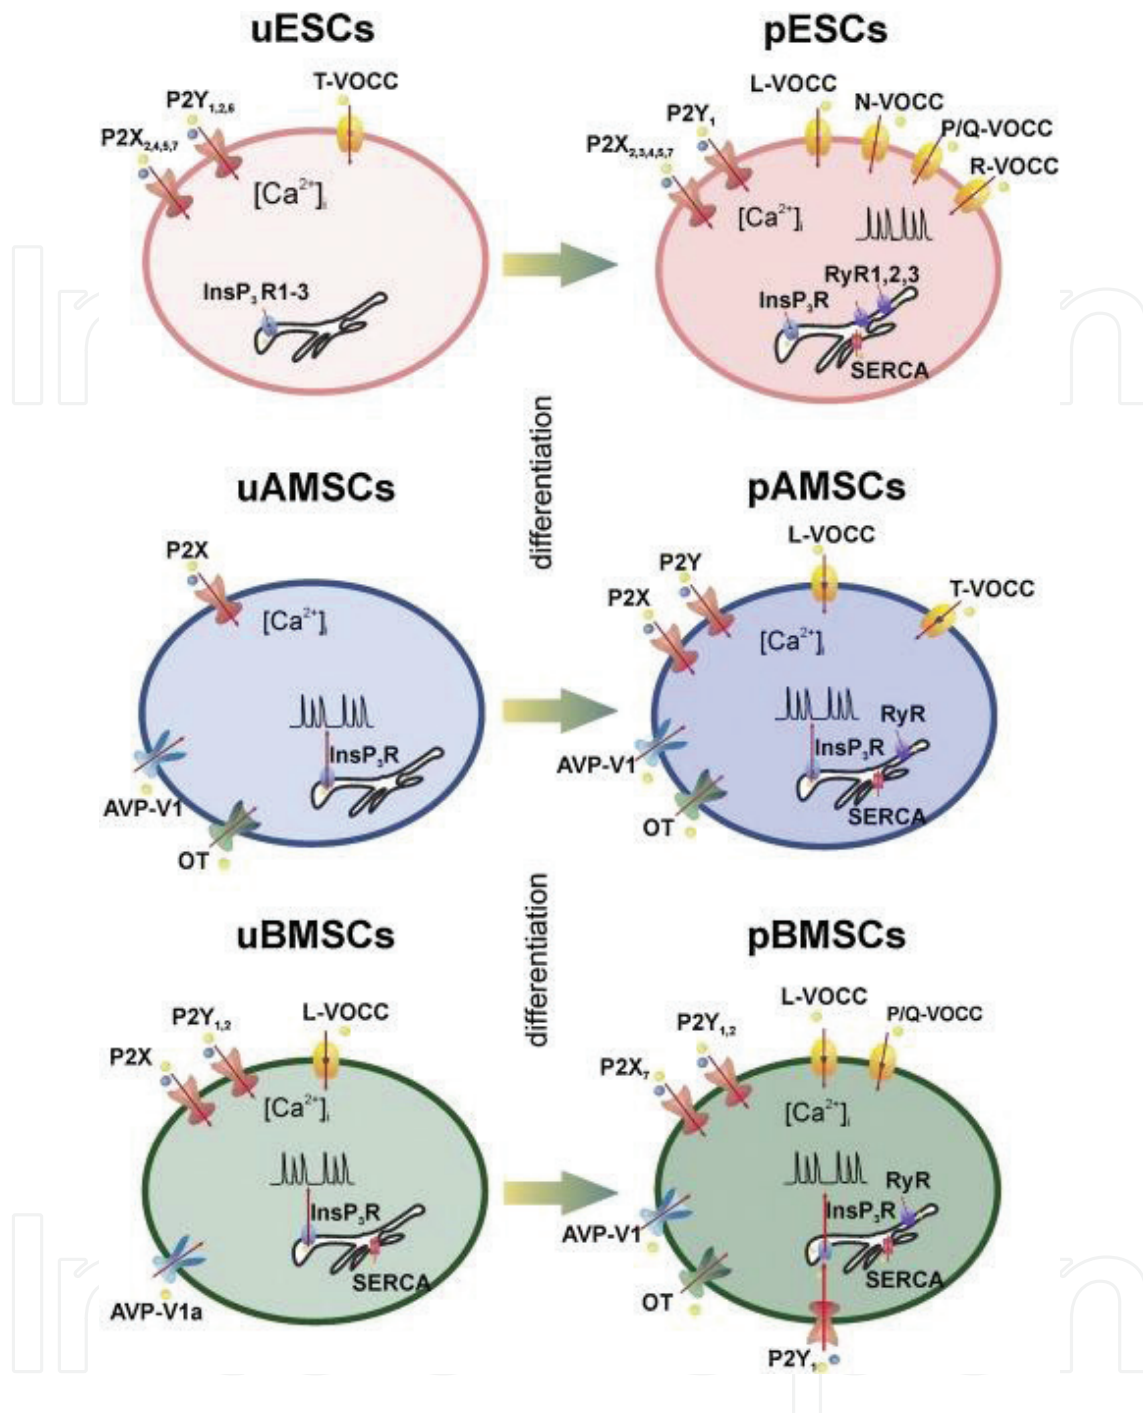 uESCs
pESCs
T-VOCC
P2Y1,2,6
P2X2,4,5,7
[Ca2+]i
InsP3 R1-3
L-VOCC
N-VOCC
P/Q-VOCC
R-VOCC
P2Y1
P2X2,3,4,5,7
[Ca2+]i
RyR1,2,3
InsP3R
SERCA
differentiation
uAMSCs
pAMSCs
P2X
[Ca2+]i
InsP3R
AVP-V1
OT
L-VOCC
T-VOCC
P2Y
P2X
[Ca2+]i
RyR
InsP3R
AVP-V1
SERCA
OT
differentiation
uBMSCs
pBMSCs
L-VOCC
P2Y1,2
P2X
[Ca2+]i
InsP3R
SERCA
AVP-V1a
L-VOCC
P/Q-VOCC
P2Y1,2
P2X7
[Ca2+]i
RyR
InsP3R
AVP-V1
SERCA
OT
P2Y1